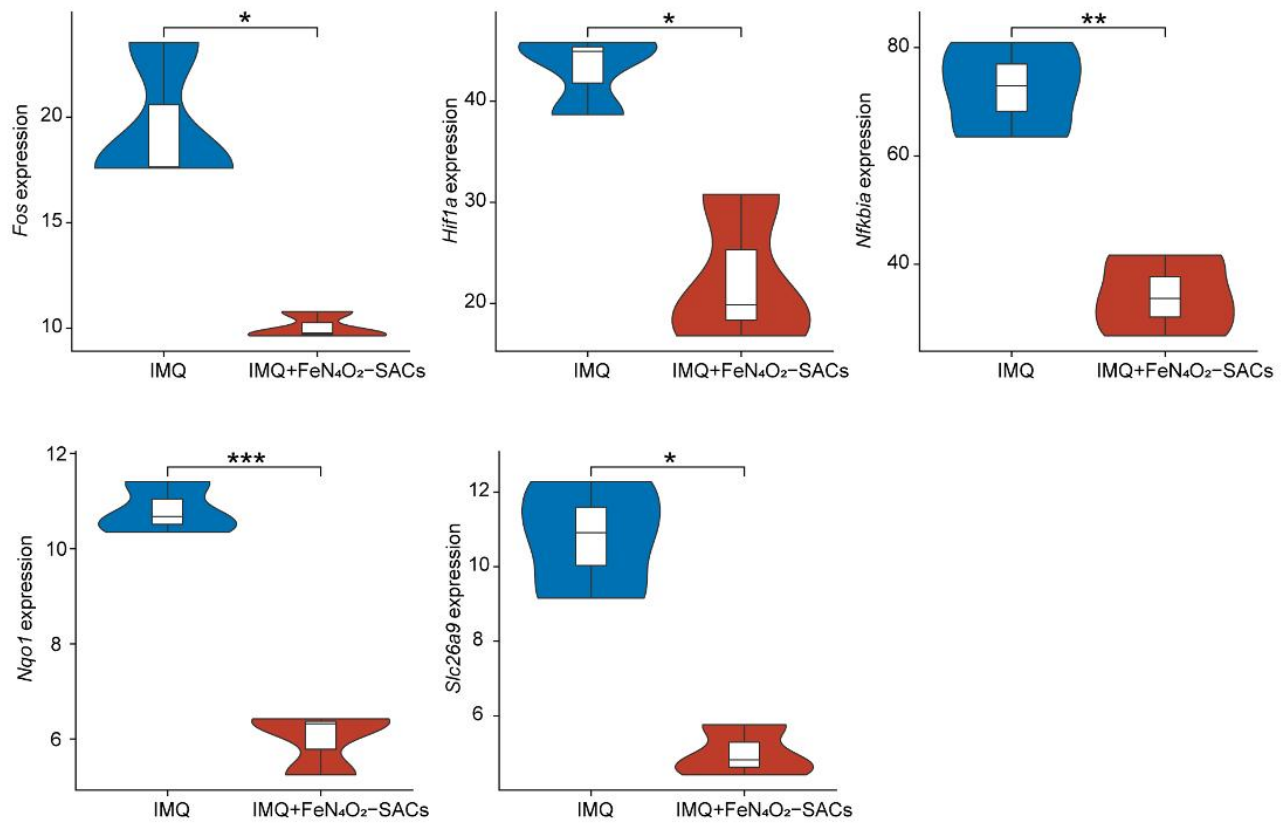 *
Fos expression
20
15
10
IMQ
IMQ+FeN₄O₂−SACs
*
Hif1a expression
40
30
20
IMQ
IMQ+FeN₄O₂−SACs
**
Nfkbia expression
80
60
40
IMQ
IMQ+FeN₄O₂−SACs
***
Nqo1 expression
12
10
8
6
IMQ
IMQ+FeN₄O₂−SACs
*
Slc26a9 expression
12
10
8
6
IMQ
IMQ+FeN₄O₂−SACs